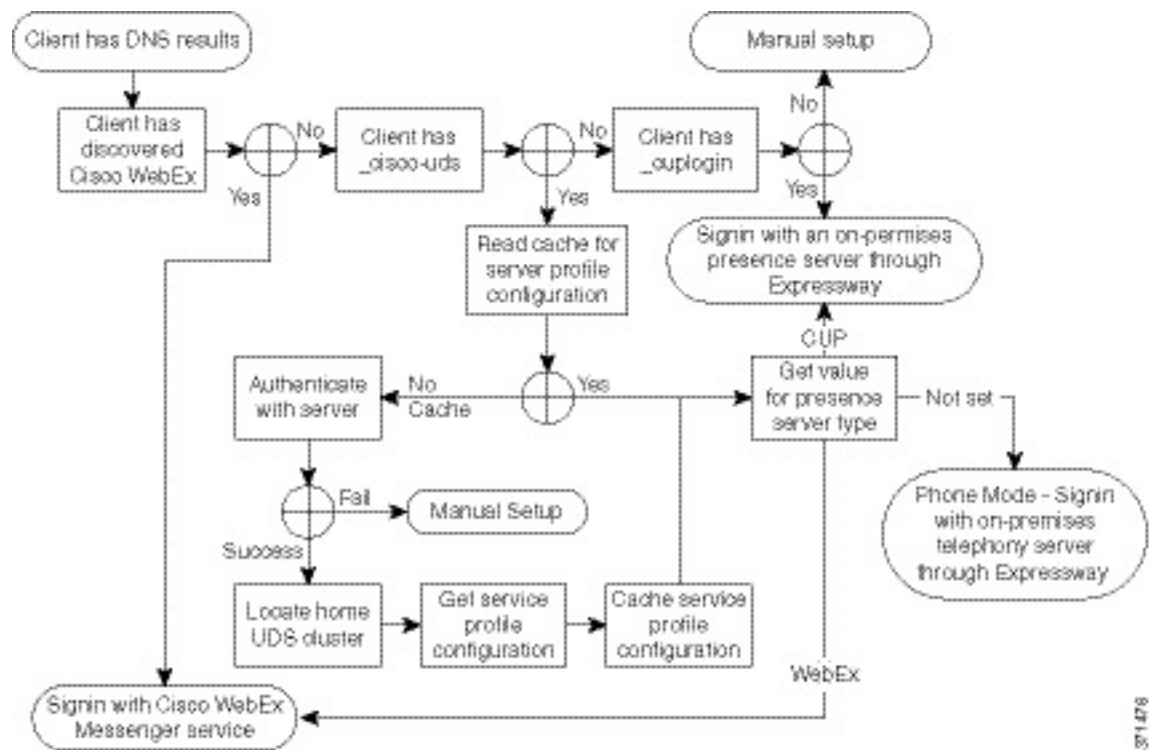 Client has DNS results
Manual setup
Client has
discovered
Cisco WebEx
No
Client has
_cisco-uds
No
Client has
_cuplogin
No
Yes
Yes
Yes
Read cache for
server profile
configuration
Signin with an on-permises
presence server through
Expressway
CUP
Authenticate
with server
No
Cache
Yes
Get value
for presence
server type
Not set
Fail
Manual Setup
Success
Phone Mode - Signin
with on-premises
telephony server
through Expressway
Locate home
UDS cluster
Get service
profile
configuration
Cache service
profile
configuration
WebEx
Signin with Cisco WebEx
Messenger service
371478